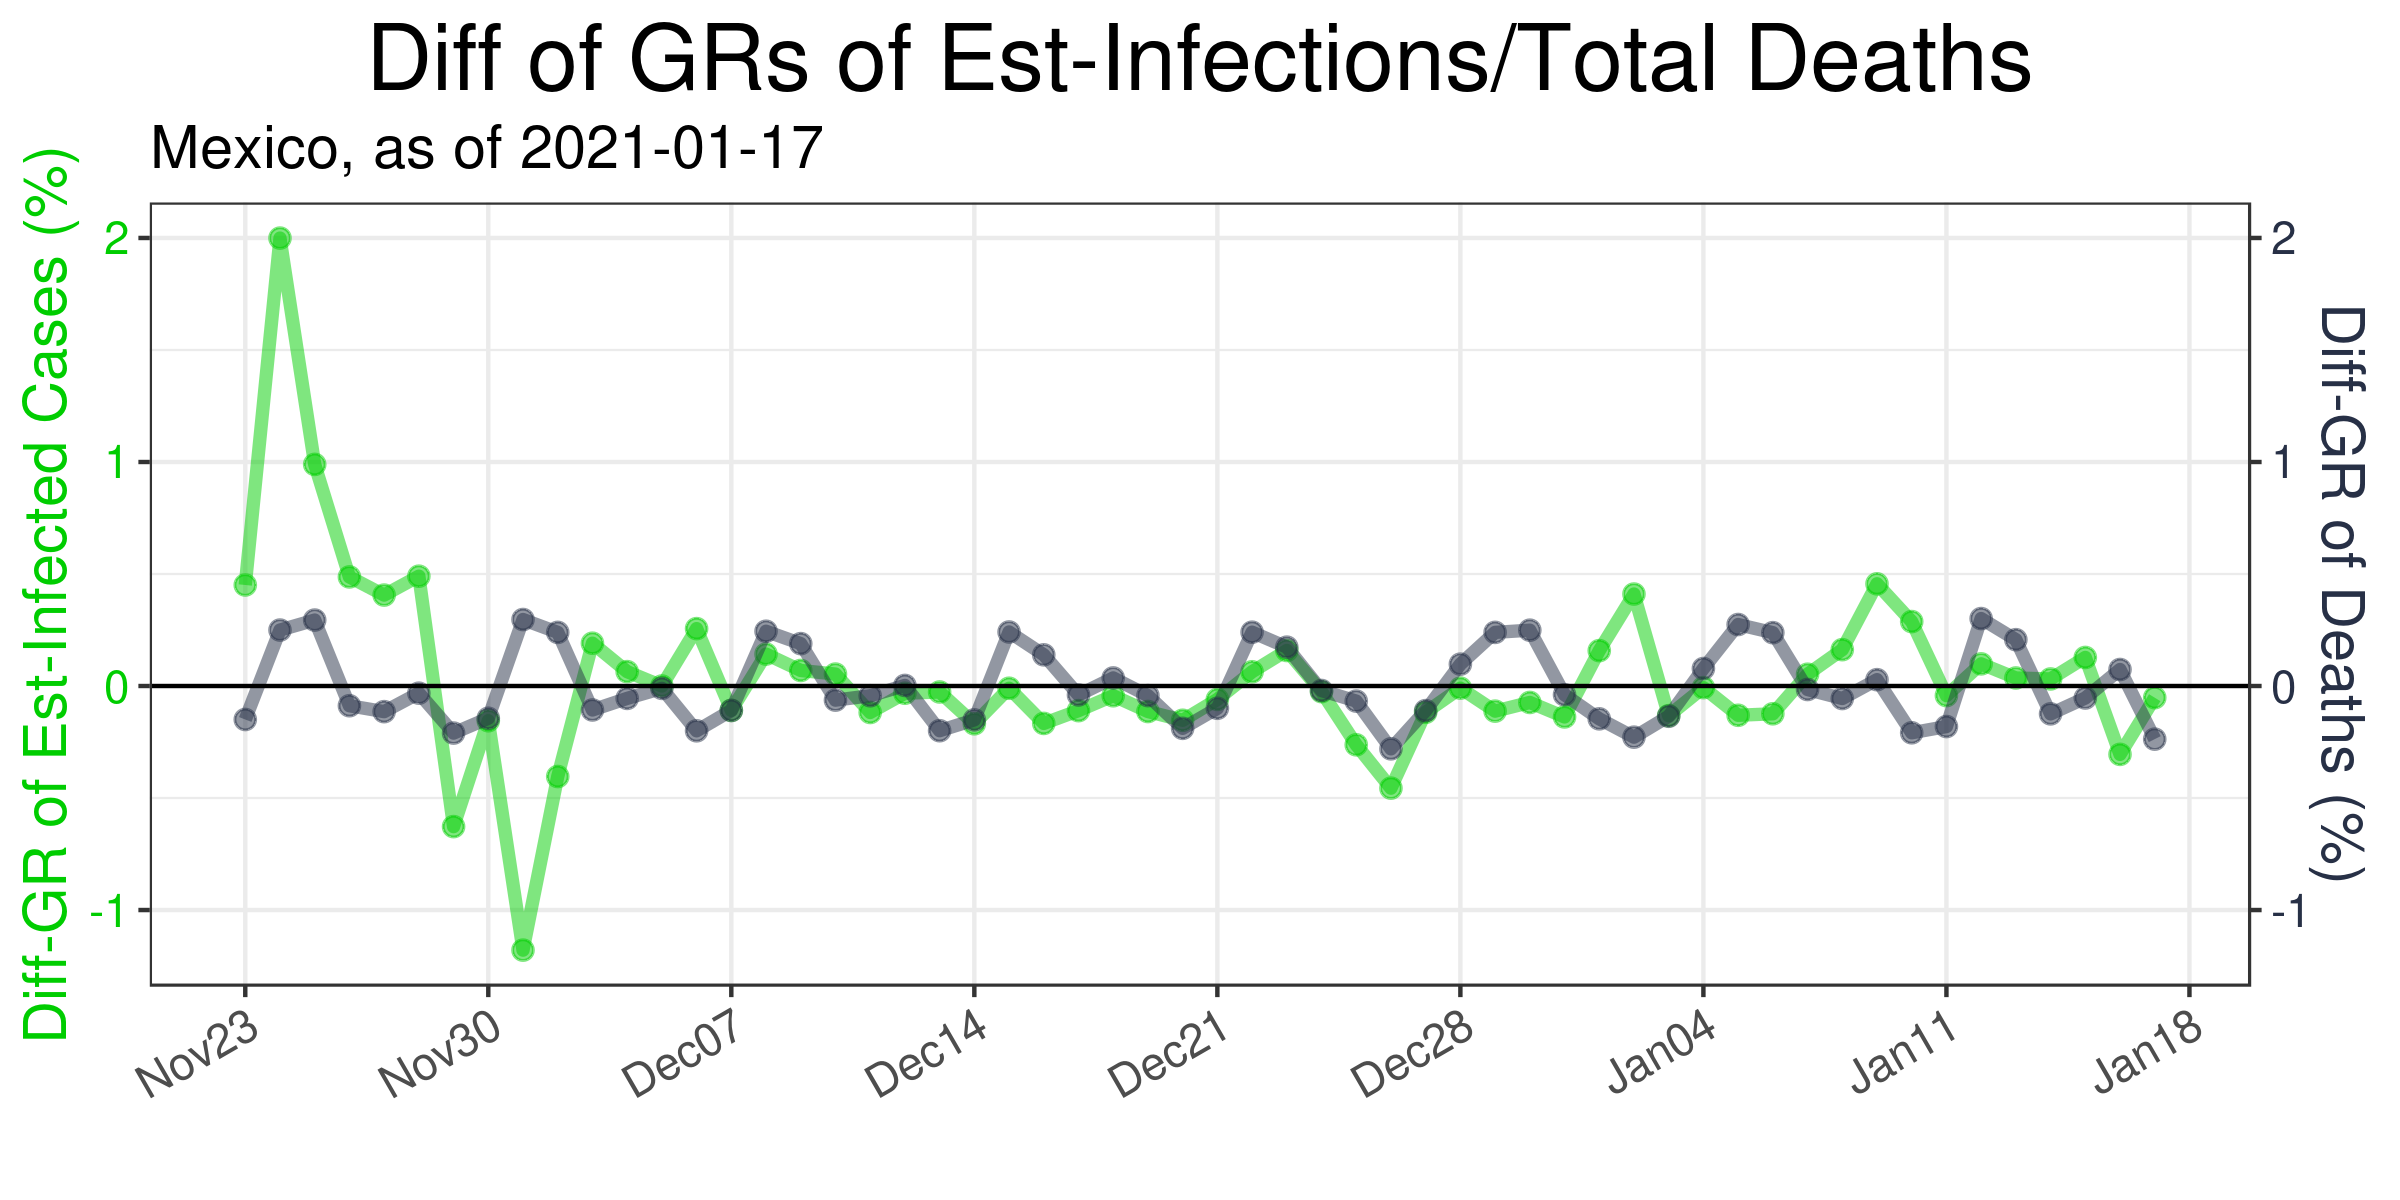 Diff of GRs of Est-Infections/Total Deaths
Mexico, as of 2021-01-17
Diff-GR of Est-Infected Cases (%)
2
1
0
-1
2
1
0
-1
Diff-GR of Deaths (%)
Nov23
Nov30
Dec07
Dec14
Dec21
Dec28
Jan04
Jan11
Jan18